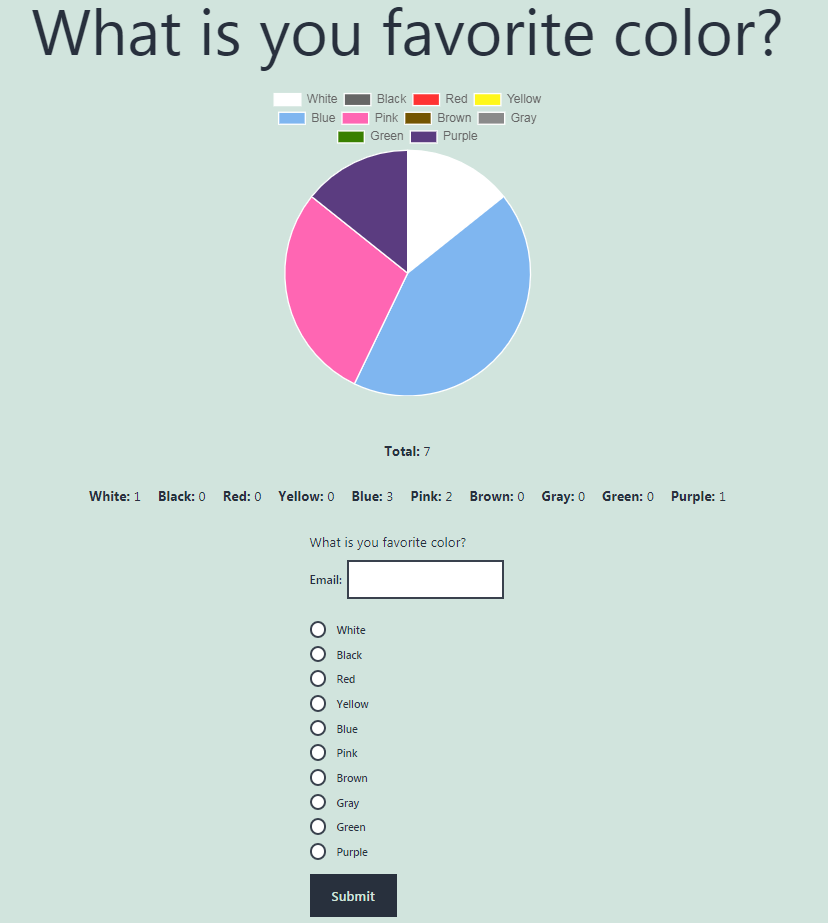 What is you favorite color?
White Black Red Yellow
Blue Pink Brown Gray
Green Purple
Total: 7
White: 1 Black: 0 Red: 0 Yellow: 0 Blue: 3 Pink: 2 Brown: 0 Gray: 0 Green: 0 Purple: 1
What is you favorite color?
Email:
White
Black
Red
Yellow
Blue
Pink
Brown
Gray
Green
Purple
Submit